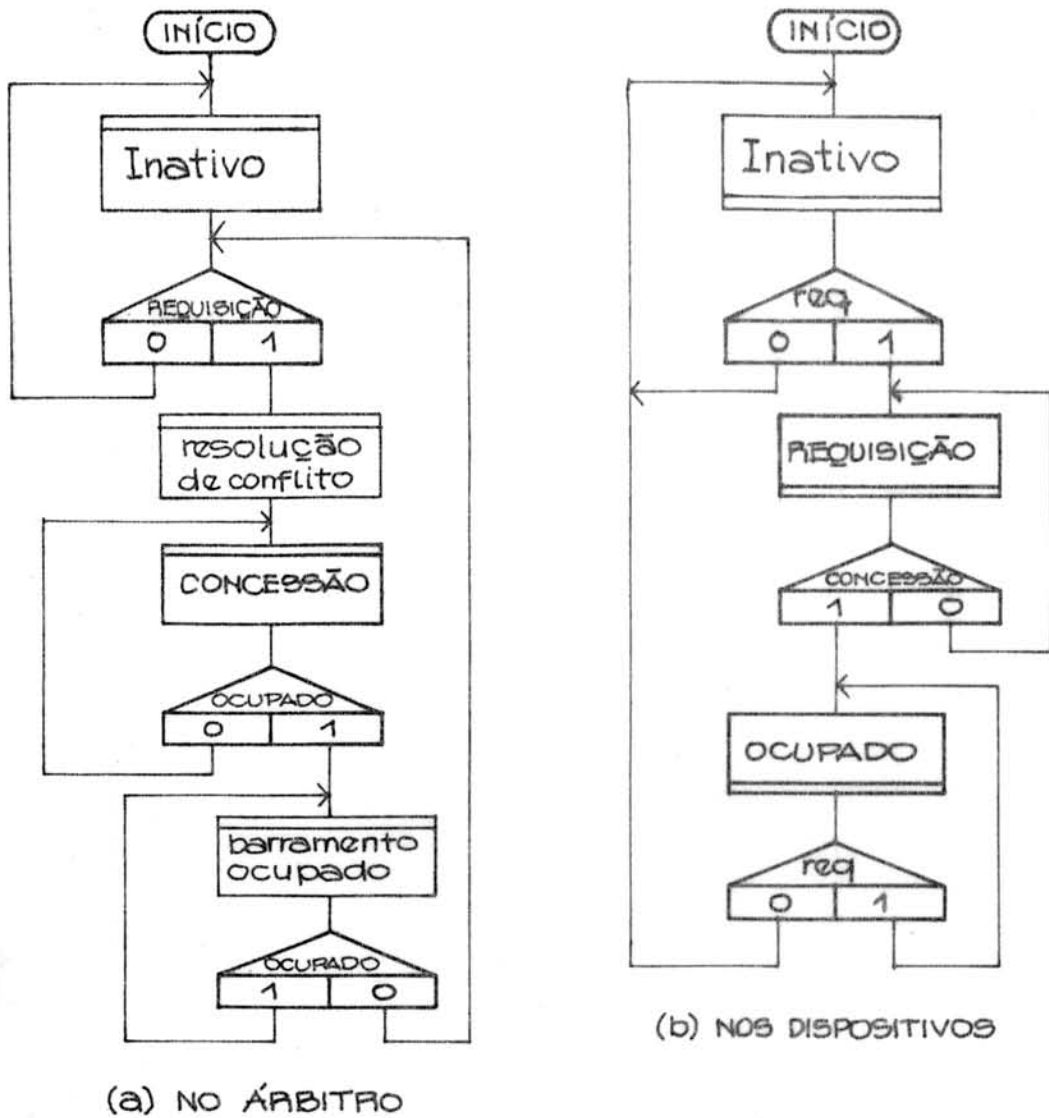 INÍCIO
Inativo
REQUISIÇÃO
0 1
resolução
de conflito
CONCESSÃO
OCUPADO
0 1
barramento
ocupado
OCUPADO
1 0
(a) NO ÁRBITRO
INÍCIO
Inativo
req
0 1
REQUISIÇÃO
CONCESSÃO
1 0
OCUPADO
req
0 1
(b) NOS DISPOSITIVOS